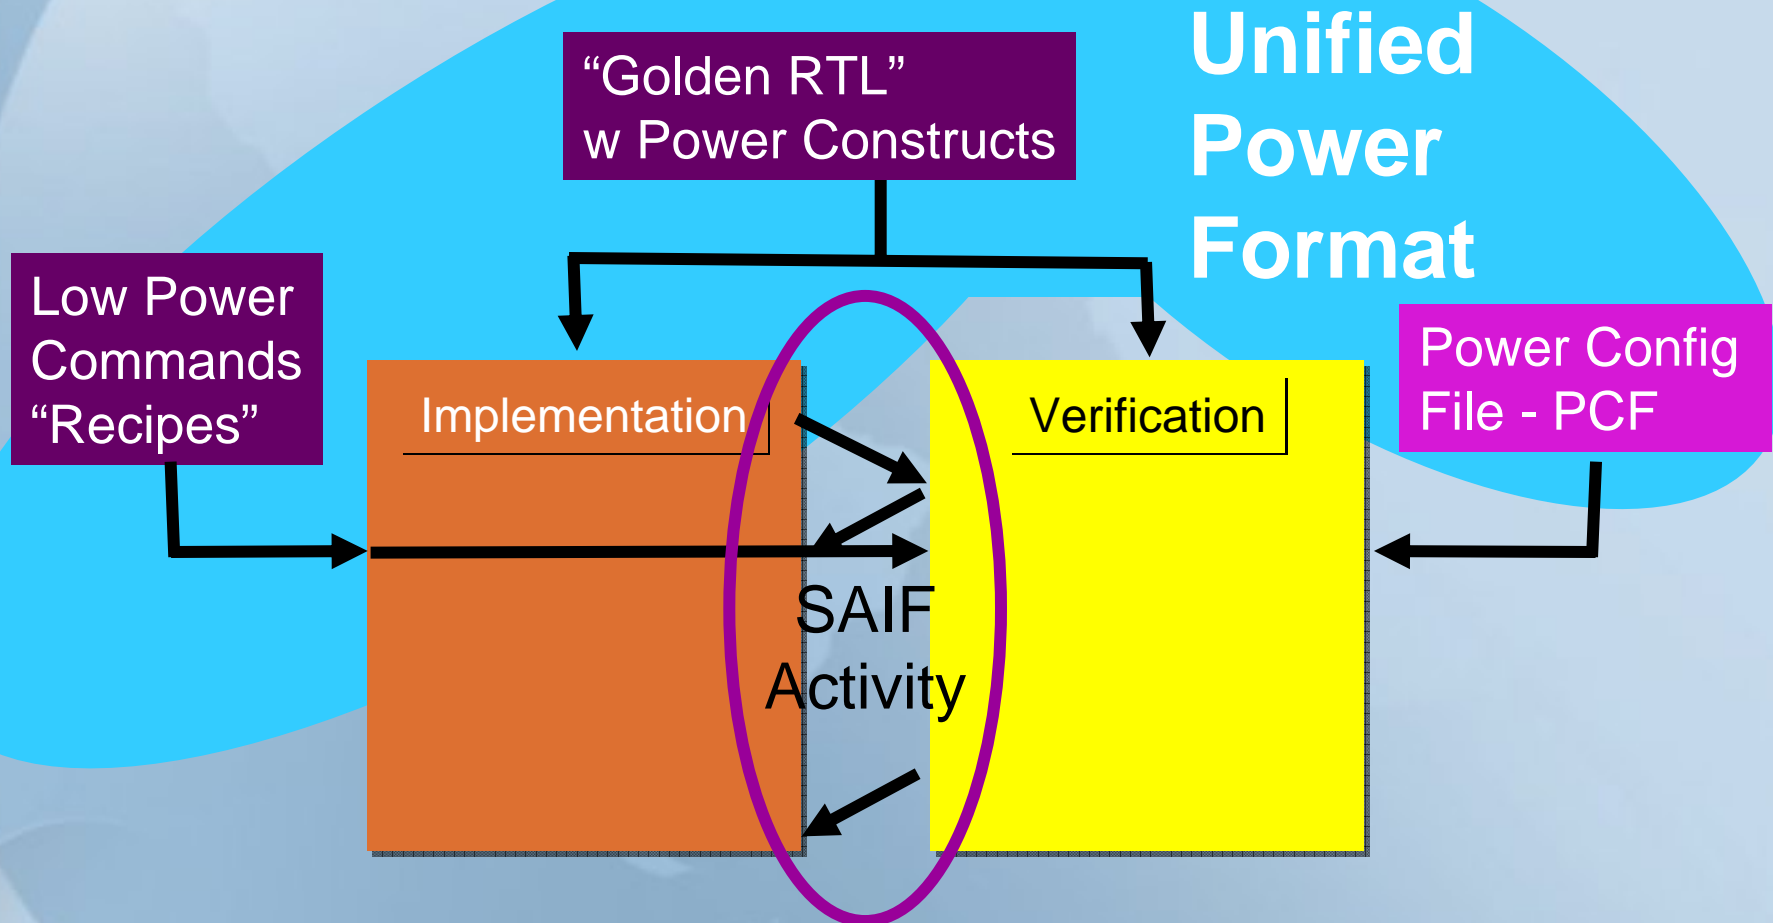 Unified
Power
Format
“Golden RTL”
w Power Constructs
Low Power
Commands
“Recipes”
Power Config
File - PCF
Implementation
Verification
SAIF
Activity